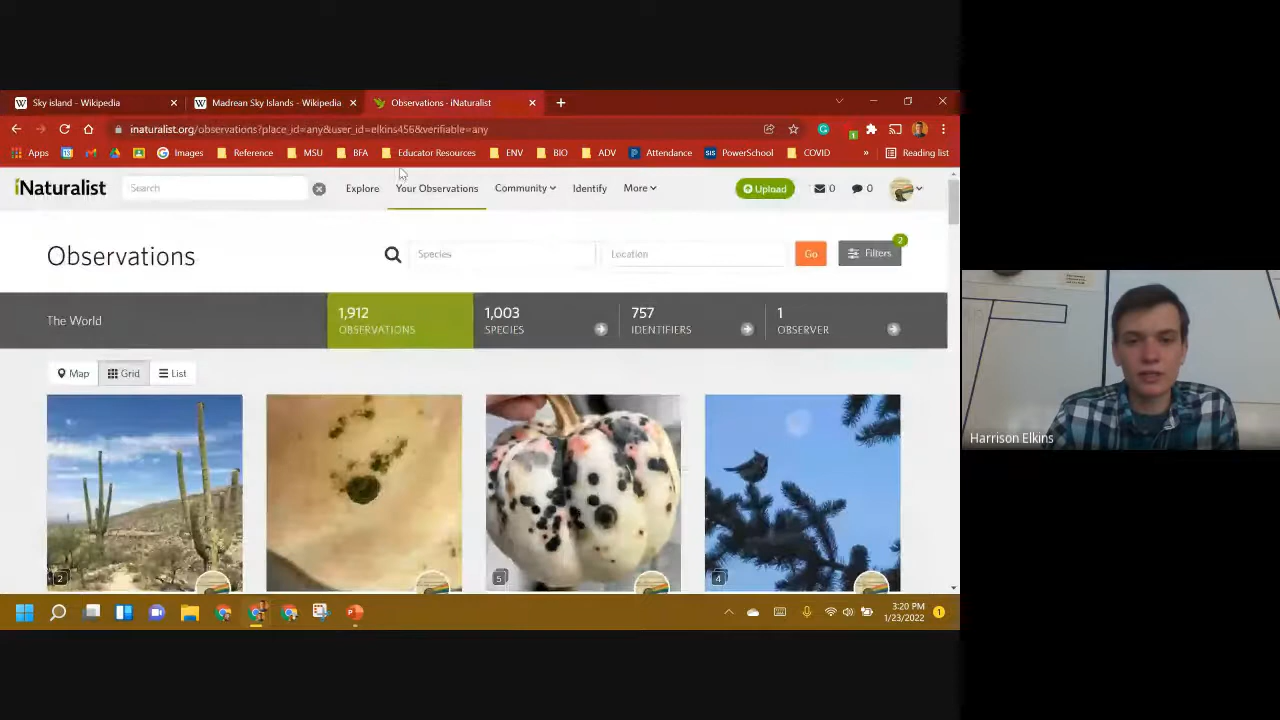 Sky island - Wikipedia
Madrean Sky Islands - Wikipedia
Observations · iNaturalist
inaturalist.org/observations?place_id=any&user_id=elkins456&verifiable=any
Apps
Images
Reference
MSU
BFA
Educator Resources
ENV
BIO
ADV
Attendance
PowerSchool
COVID
»
Reading list
iNaturalist
Search
Explore
Your Observations
Community
Identify
More
Upload
0
0
Observations
Species
Location
Go
Filters
2
The World
1,912
OBSERVATIONS
1,003
SPECIES
757
IDENTIFIERS
1
OBSERVER
Map
Grid
List
2
5
4
3:20 PM
1/23/2022
1
Harrison Elkins